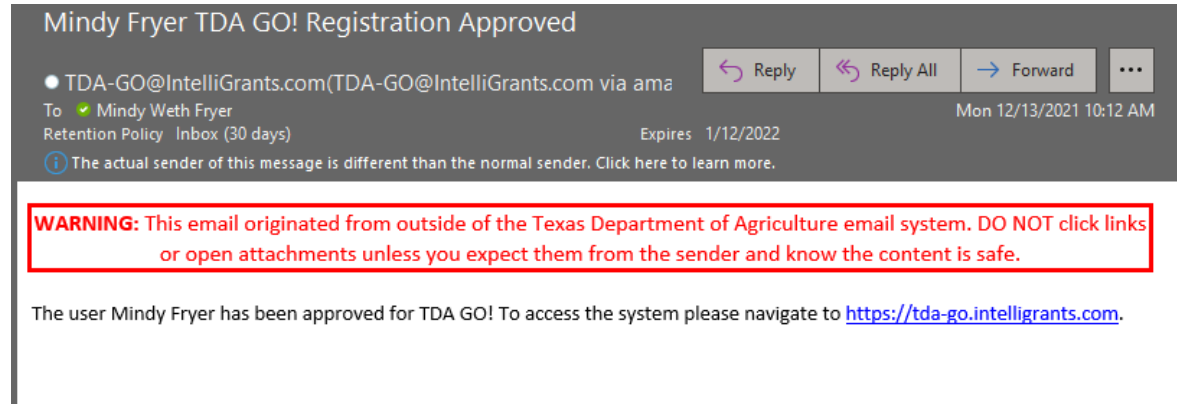 Mindy Fryer TDA GO! Registration Approved
TDA-GO@IntelliGrants.com(TDA-GO@IntelliGrants.com via ama
Reply
Reply All
Forward
To Mindy Weth Fryer
Mon 12/13/2021 10:12 AM
Retention Policy Inbox (30 days)
Expires 1/12/2022
The actual sender of this message is different than the normal sender. Click here to learn more.
WARNING: This email originated from outside of the Texas Department of Agriculture email system. DO NOT click links
or open attachments unless you expect them from the sender and know the content is safe.
The user Mindy Fryer has been approved for TDA GO! To access the system please navigate to https://tda-go.intelligrants.com.